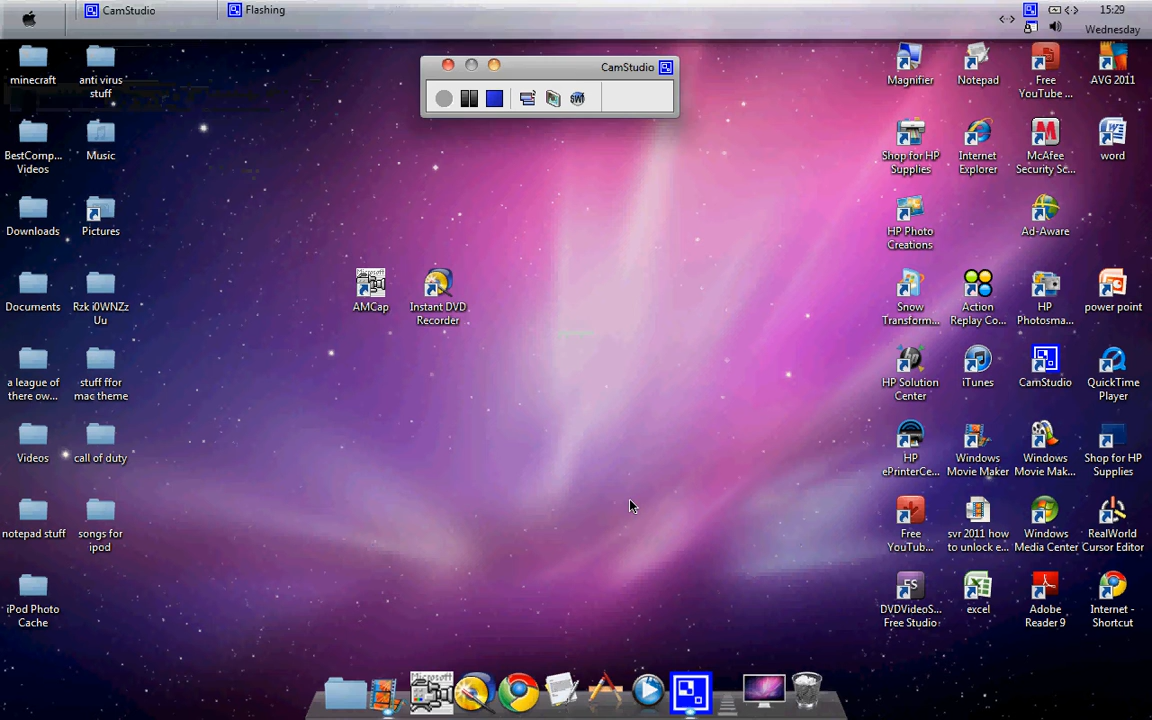 CamStudio
Flashing
15:29
Wednesday
CamStudio
minecraft
anti virus
stuff
Magnifier
Notepad
Free
YouTube ...
AVG 2011
BestComp...
Videos
Music
Shop for HP
Supplies
Internet
Explorer
McAfee
Security Sc...
word
Downloads
Pictures
HP Photo
Creations
Ad-Aware
Documents
Rzk i0WNZz
Uu
Microsoft
AMCap
Instant DVD
Recorder
Snow
Transform...
Action
Replay Co...
HP
Photosma...
power point
a league of
there ow...
stuff ffor
mac theme
HP Solution
Center
iTunes
CamStudio
QuickTime
Player
Videos
call of duty
HP
ePrinterCe...
Windows
Movie Maker
Windows
Movie Mak...
Shop for HP
Supplies
notepad stuff
songs for
ipod
Free
YouTub...
svr 2011 how
to unlock e...
Windows
Media Center
RealWorld
Cursor Editor
iPod Photo
Cache
DVDVideoS...
Free Studio
excel
Adobe
Reader 9
Internet -
Shortcut
Microsoft